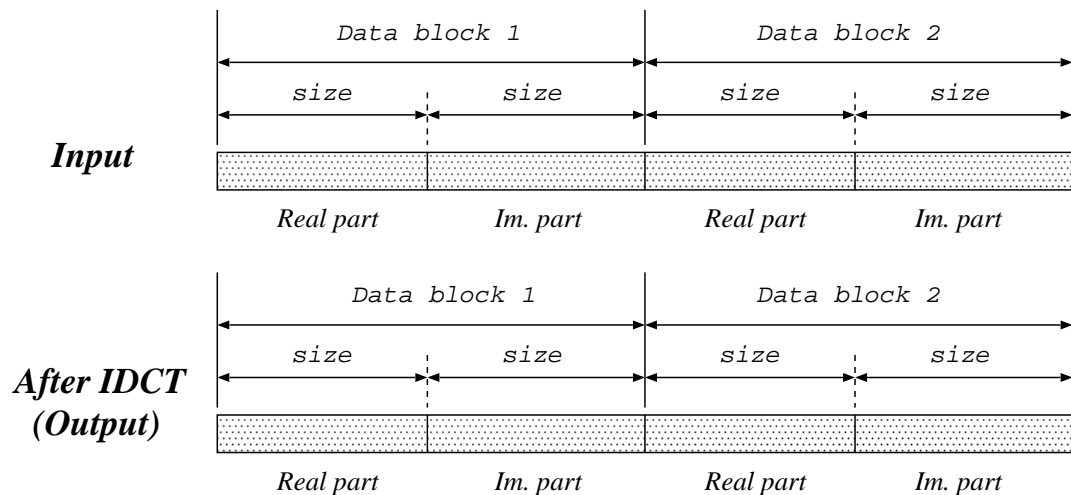 Data block 1 Data block 2
size size size size
Input
Real part Im. part Real part Im. part
Data block 1 Data block 2
size size size size
After IDCT
(Output)
Real part Im. part Real part Im. part